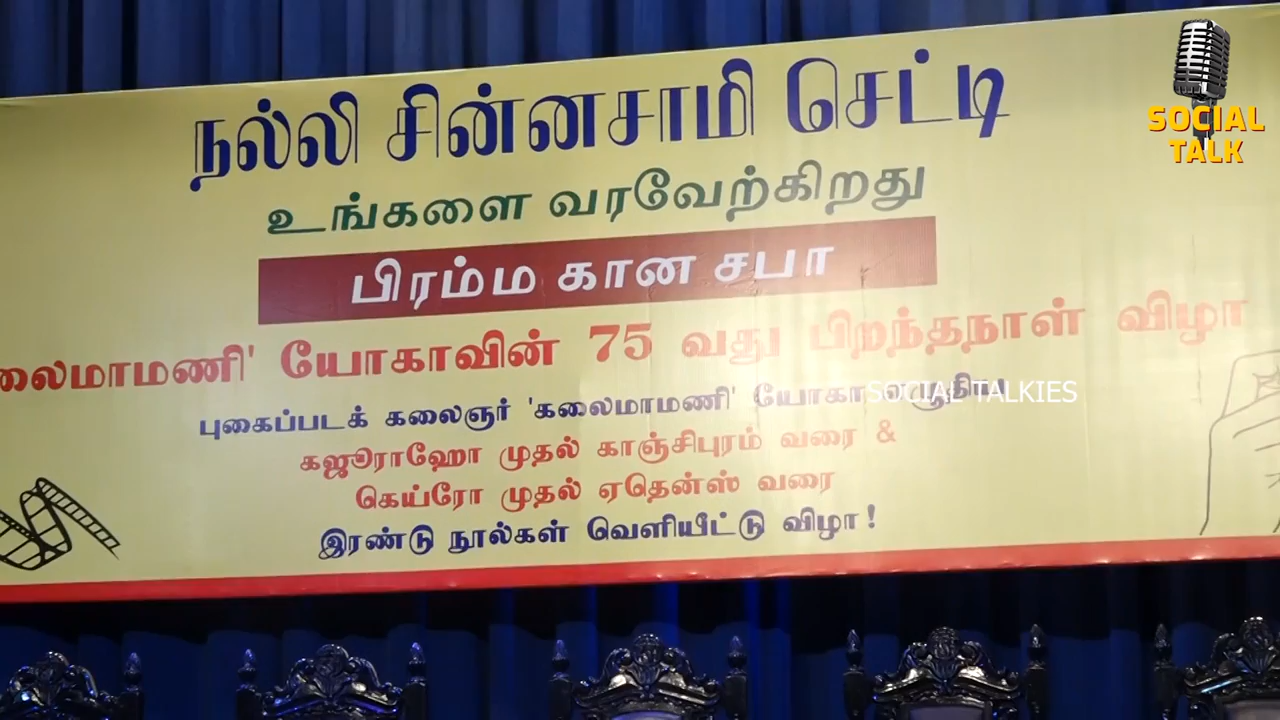 நல்லி சின்னசாமி செட்டி
உங்களை வரவேற்கிறது
பிரம்ம கான சபா
லைமாமணி' யோகாவின் 75 வது பிறந்தநாள் விழா
புகைப்படக் கலைஞர் 'கலைமாமணி' யோகா
கஜூராஹோ முதல் காஞ்சிபுரம் வரை &
கெய்ரோ முதல் ஏதென்ஸ் வரை
இரண்டு நூல்கள் வெளியீட்டு விழா!
SOCIAL TALKIES
SOCIAL
TALK